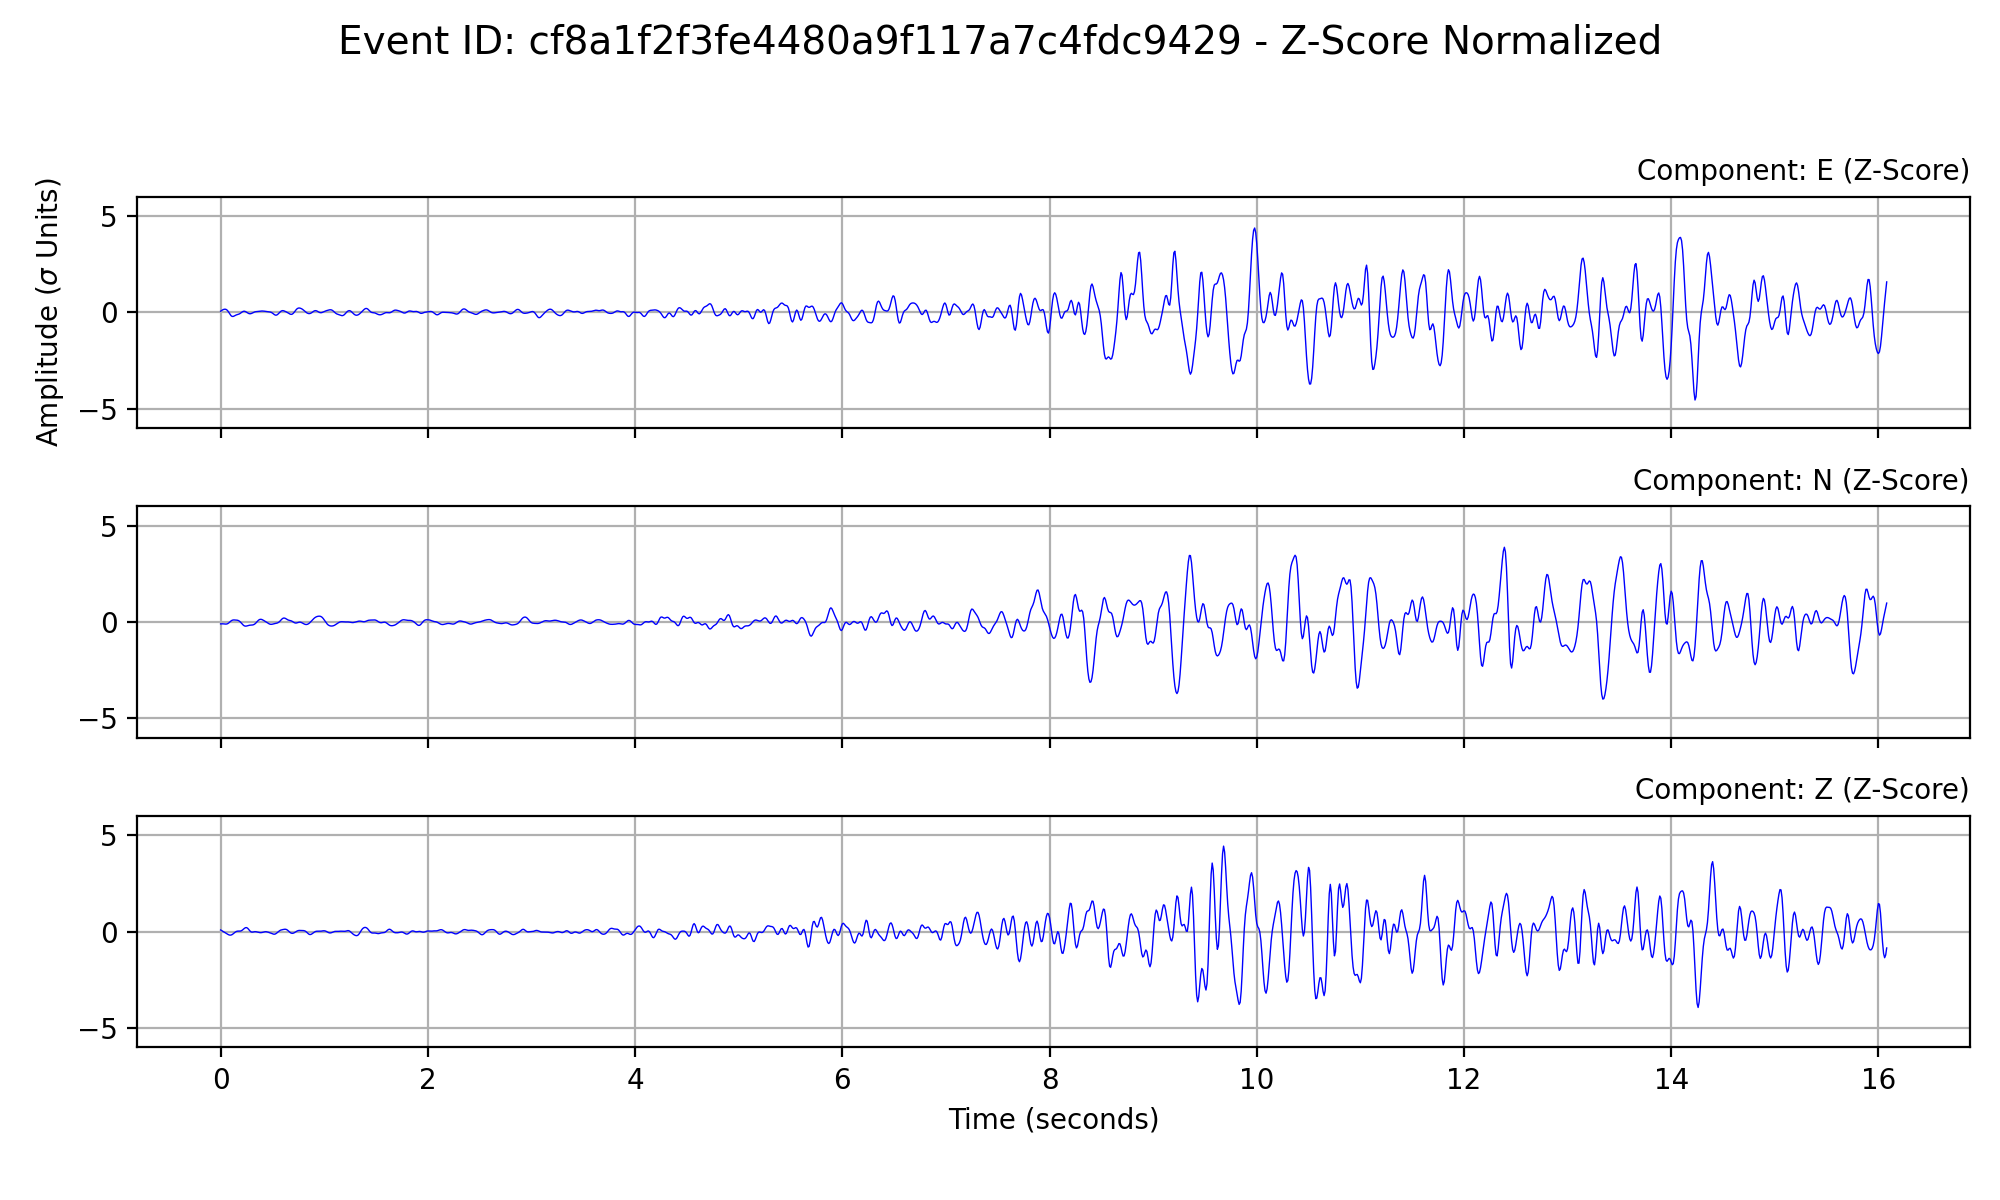 Event ID: cf8a1f2f3fe4480a9f117a7c4fdc9429 - Z-Score Normalized
Component: E (Z-Score)
Amplitude (σ Units)
5
0
−5
Component: N (Z-Score)
5
0
−5
Component: Z (Z-Score)
5
0
−5
0 2 4 6 8 10 12 14 16
Time (seconds)